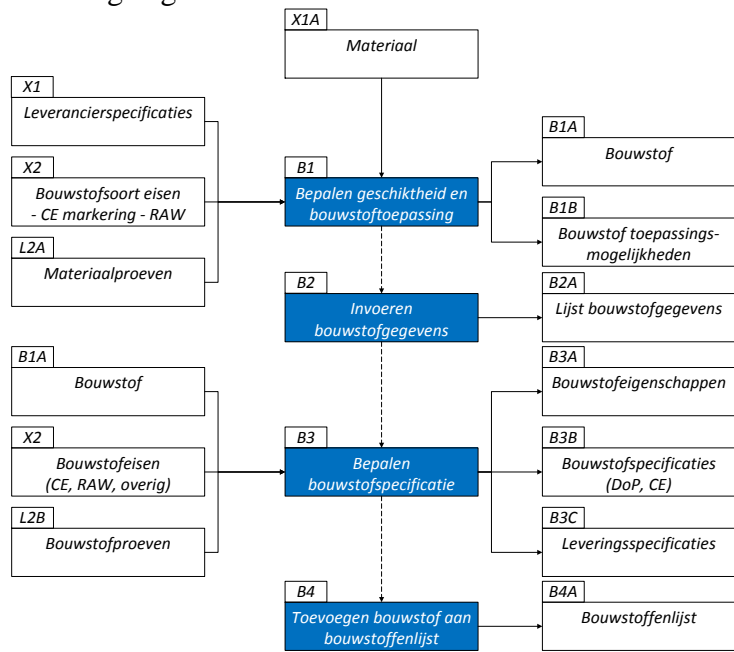 X1A
Materiaal
X1
Leverancierspecificaties
X2
Bouwstofsoort eisen
- CE markering - RAW
L2A
Materiaalproeven
B1
Bepalen geschiktheid en
bouwstoftoepassing
B1A
Bouwstof
B1B
Bouwstof toepassings-
mogelijkheden
B2
Invoeren
bouwstofgegevens
B2A
Lijst bouwstofgegevens
B1A
Bouwstof
X2
Bouwstofeisen
(CE, RAW, overig)
L2B
Bouwstofproeven
B3
Bepalen
bouwstofspecificatie
B3A
Bouwstofeigenschappen
B3B
Bouwstofspecificaties
(DoP, CE)
B3C
Leveringsspecificaties
B4
Toevoegen bouwstof aan
bouwstoffenlijst
B4A
Bouwstoffenlijst